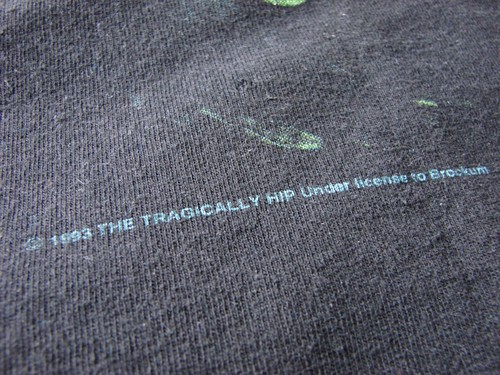 © 1993 THE TRAGICALLY HIP Under license to Brockum